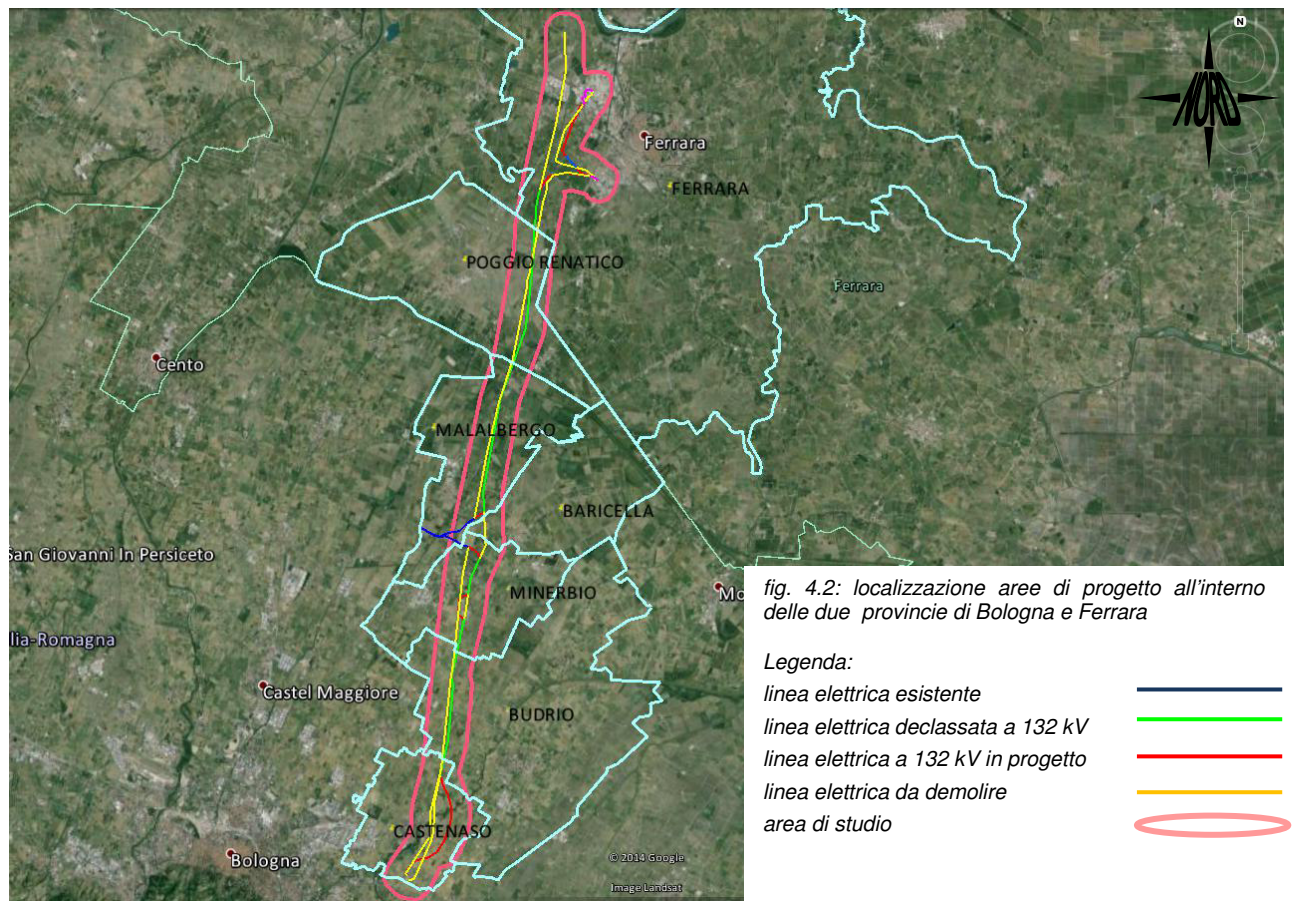 N
NORD
Ferrara
FERRARA
POGGIO RENATICO
Ferrara
Cento
MALALBERGO
BARICELLA
San Giovanni In Persiceto
MINERBIO
Mo
lia-Romagna
Castel Maggiore
BUDRIO
CASTENASO
Bologna
© 2014 Google
Image Landsat
fig. 4.2: localizzazione aree di progetto all'interno
delle due provincie di Bologna e Ferrara
Legenda:
linea elettrica esistente
linea elettrica declassata a 132 kV
linea elettrica a 132 kV in progetto
linea elettrica da demolire
area di studio